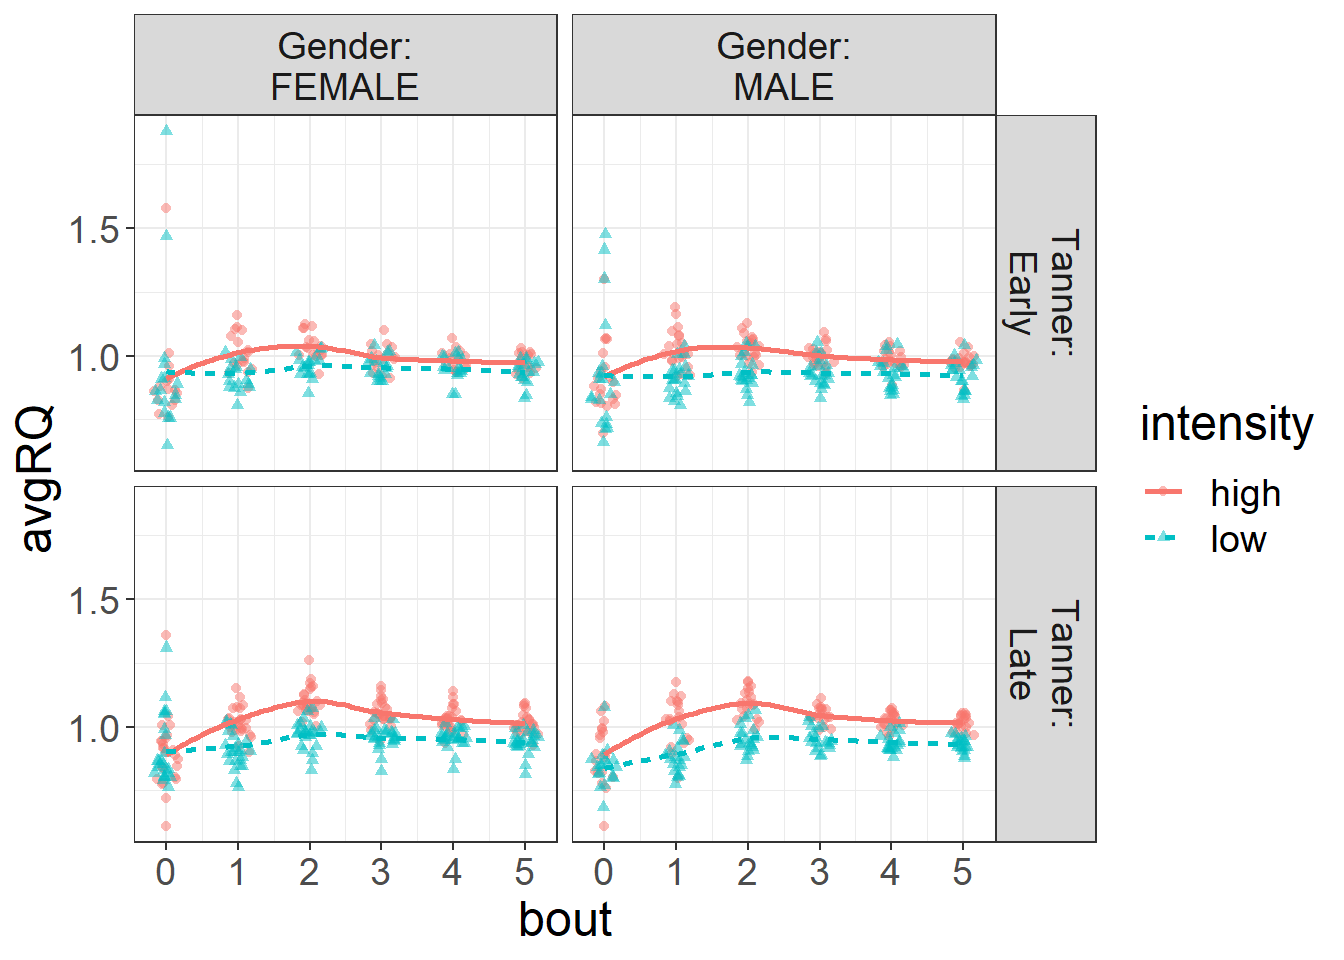 Gender:
FEMALE
Gender:
MALE
1.5
1.0
Tanner:
Early
1.5
1.0
Tanner:
Late
avgRQ
0 1 2 3 4 5
0 1 2 3 4 5
bout
intensity
high
low